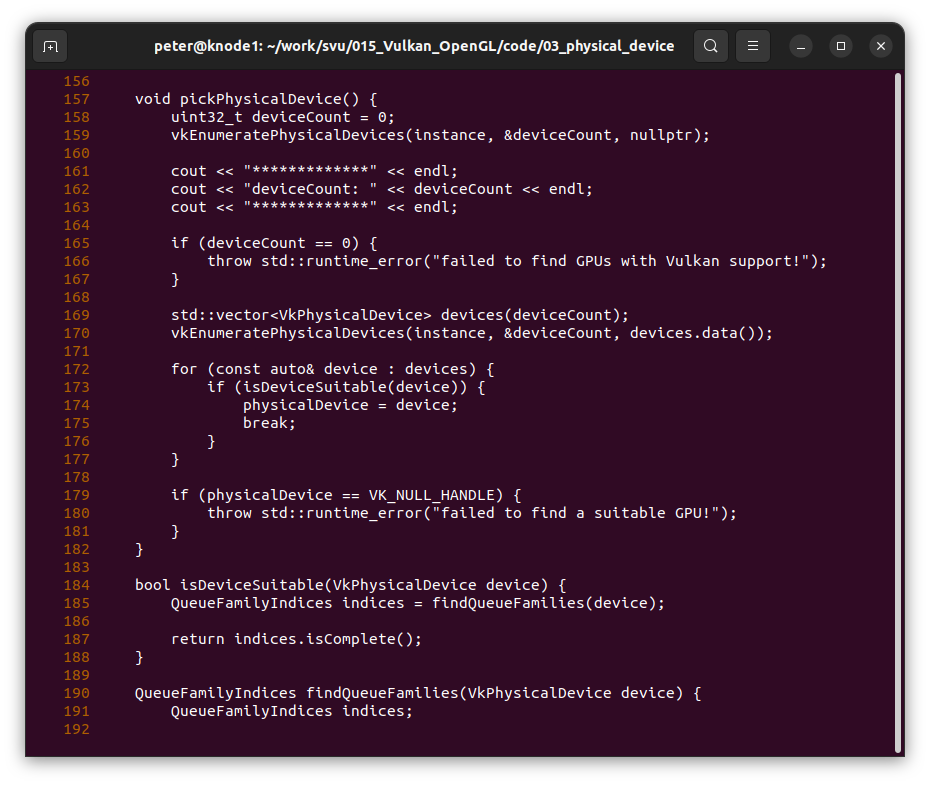 peter@knode1: ~/work/svu/015_Vulkan_OpenGL/code/03_physical_device
156
157     void pickPhysicalDevice() {
158         uint32_t deviceCount = 0;
159         vkEnumeratePhysicalDevices(instance, &deviceCount, nullptr);
160
161         cout << "*************" << endl;
162         cout << "deviceCount: " << deviceCount << endl;
163         cout << "*************" << endl;
164
165         if (deviceCount == 0) {
166             throw std::runtime_error("failed to find GPUs with Vulkan support!");
167         }
168
169         std::vector<VkPhysicalDevice> devices(deviceCount);
170         vkEnumeratePhysicalDevices(instance, &deviceCount, devices.data());
171
172         for (const auto& device : devices) {
173             if (isDeviceSuitable(device)) {
174                 physicalDevice = device;
175                 break;
176             }
177         }
178
179         if (physicalDevice == VK_NULL_HANDLE) {
180             throw std::runtime_error("failed to find a suitable GPU!");
181         }
182     }
183
184     bool isDeviceSuitable(VkPhysicalDevice device) {
185         QueueFamilyIndices indices = findQueueFamilies(device);
186
187         return indices.isComplete();
188     }
189
190     QueueFamilyIndices findQueueFamilies(VkPhysicalDevice device) {
191         QueueFamilyIndices indices;
192